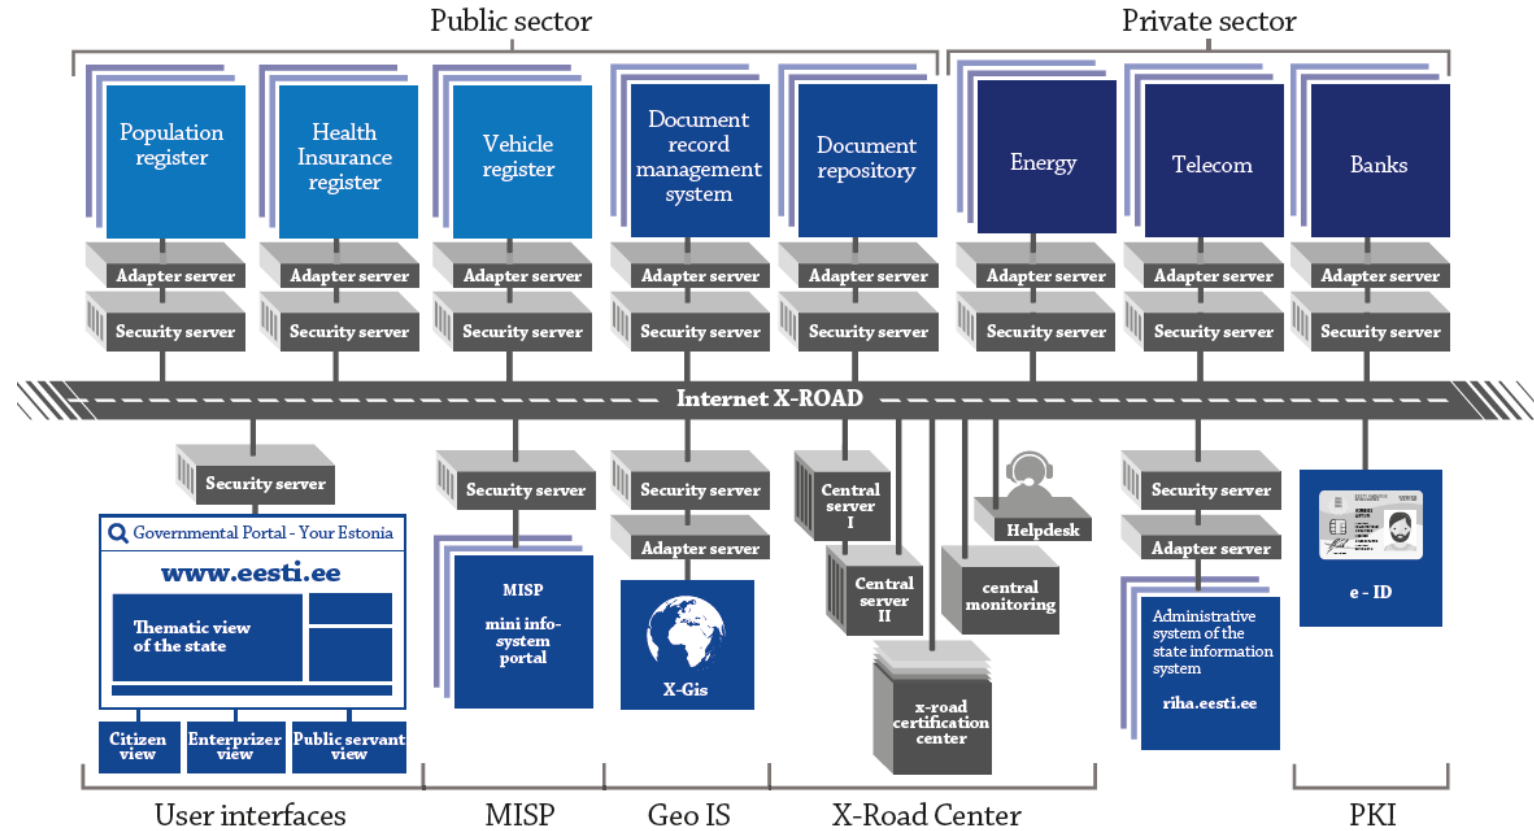 Public sector
Private sector
Population
register
Health
Insurance
register
Vehicle
register
Document
record
management
system
Document
repository
Energy
Telecom
Banks
Adapter server
Adapter server
Adapter server
Adapter server
Adapter server
Adapter server
Adapter server
Adapter server
Security server
Security server
Security server
Security server
Security server
Security server
Security server
Security server
Internet X-ROAD
Security server
Governmental Portal - Your Estonia
www.eesti.ee
Thematic view
of the state
Citizen
view
Enterprizer
view
Public servant
view
Security server
MISP
mini info-
system
portal
Security server
Adapter server
X-Gis
Central
server
I
Central
server
II
x-road
certification
center
central
monitoring
Helpdesk
Security server
Adapter server
Administrative
system of the
state information
system
riha.eesti.ee
e - ID
User interfaces
MISP
Geo IS
X-Road Center
PKI